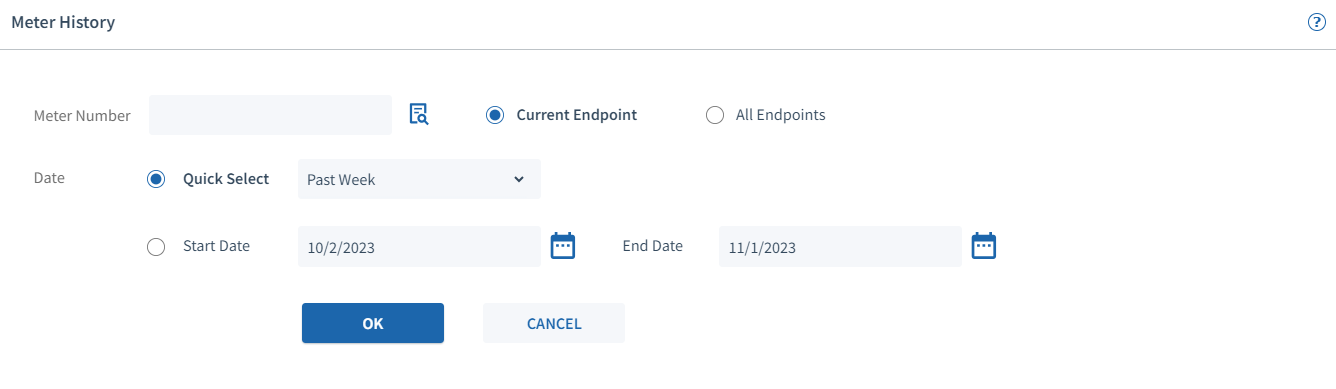 Meter History
?
Meter Number
Current Endpoint
All Endpoints
Date
Quick Select
Past Week
Start Date
10/2/2023
End Date
11/1/2023
OK
CANCEL